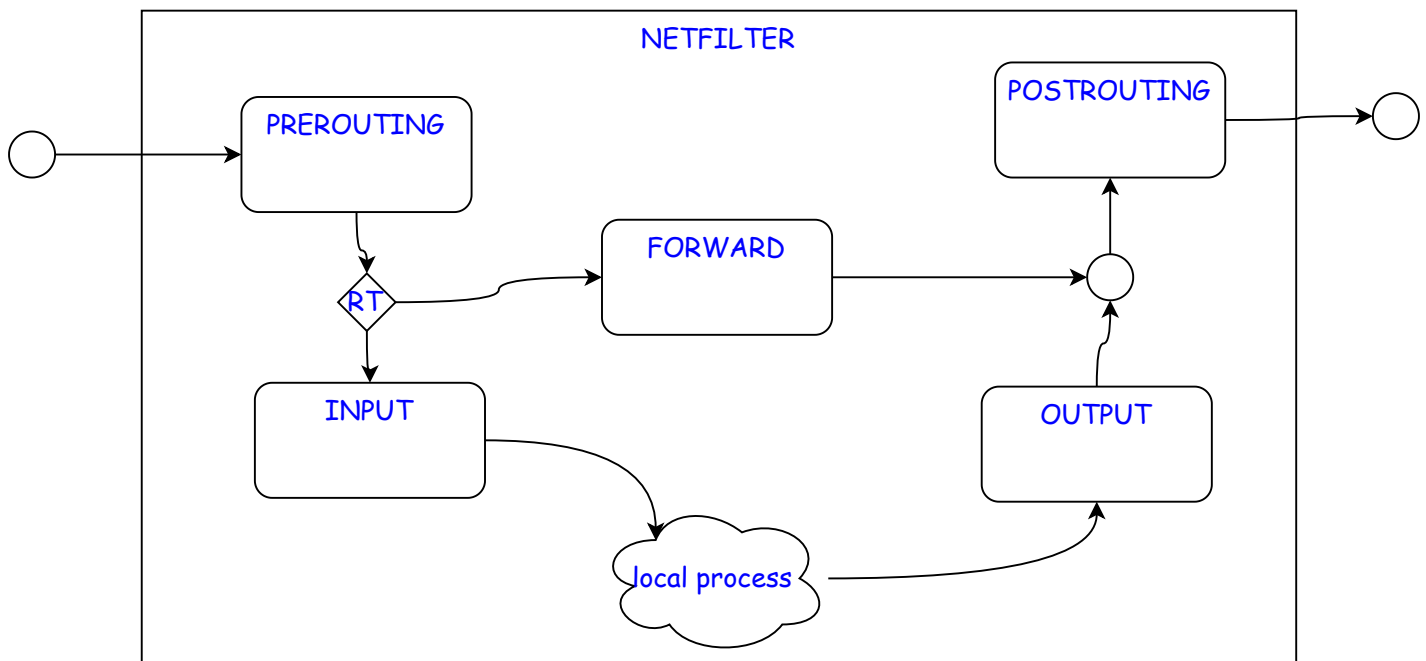 NETFILTER
POSTROUTING
PREROUTING
FORWARD
RT
INPUT
OUTPUT
local process